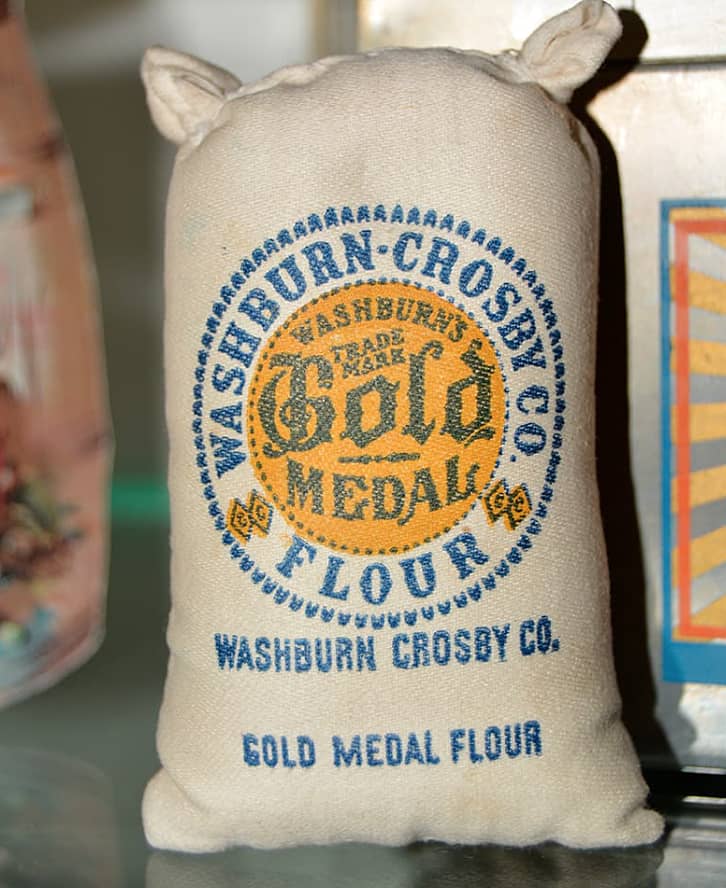 WASHBURN·CROSBY CO.
WASHBURN'S
TRADE
MARK
Gold
MEDAL
FLOUR
WASHBURN CROSBY CO.
GOLD MEDAL FLOUR